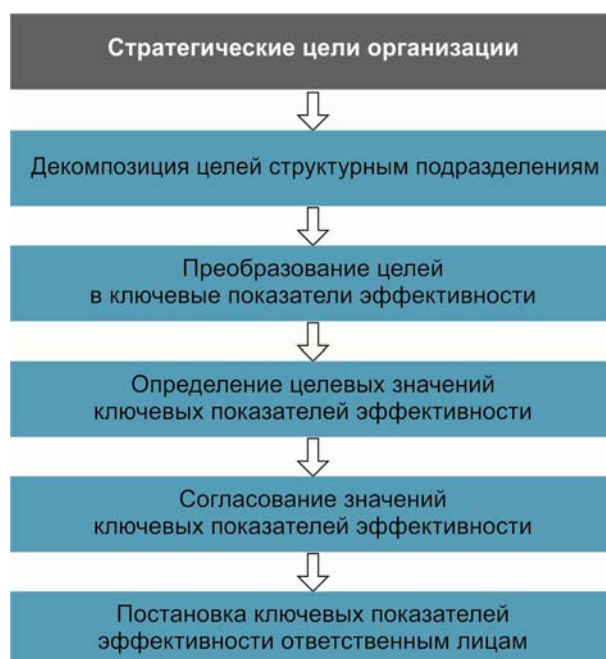 Стратегические цели организации
Декомпозиция целей структурным подразделениям
Преобразование целей
в ключевые показатели эффективности
Определение целевых значений
ключевых показателей эффективности
Согласование значений
ключевых показателей эффективности
Постановка ключевых показателей
эффективности ответственным лицам